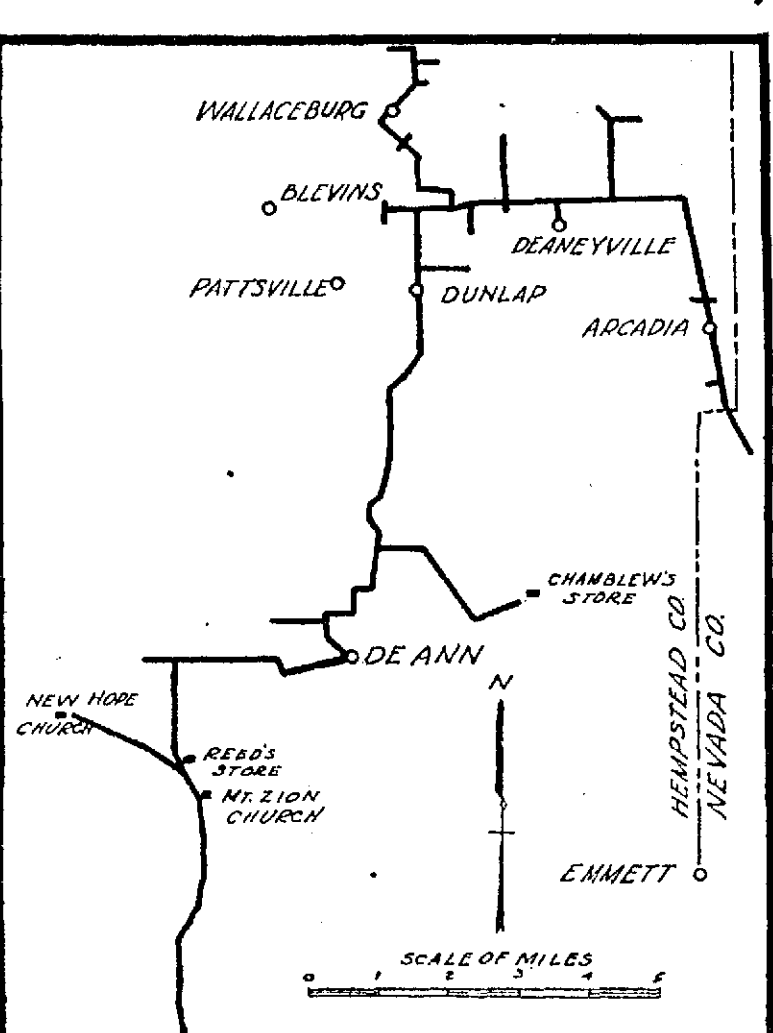 WALLACEBURG
BLEVINS
DEANEYVILLE
PATTSVILLE
DUNLAP
ARCADIA
CHAMBLEW'S
STORE
HEMPSTEAD CO.
NEVADA CO.
DE ANN
N
NEW HOPE
CHURCH
REED'S
STORE
MT. ZION
CHURCH
EMMETT
SCALE OF MILES
0 1 2 3 4 5